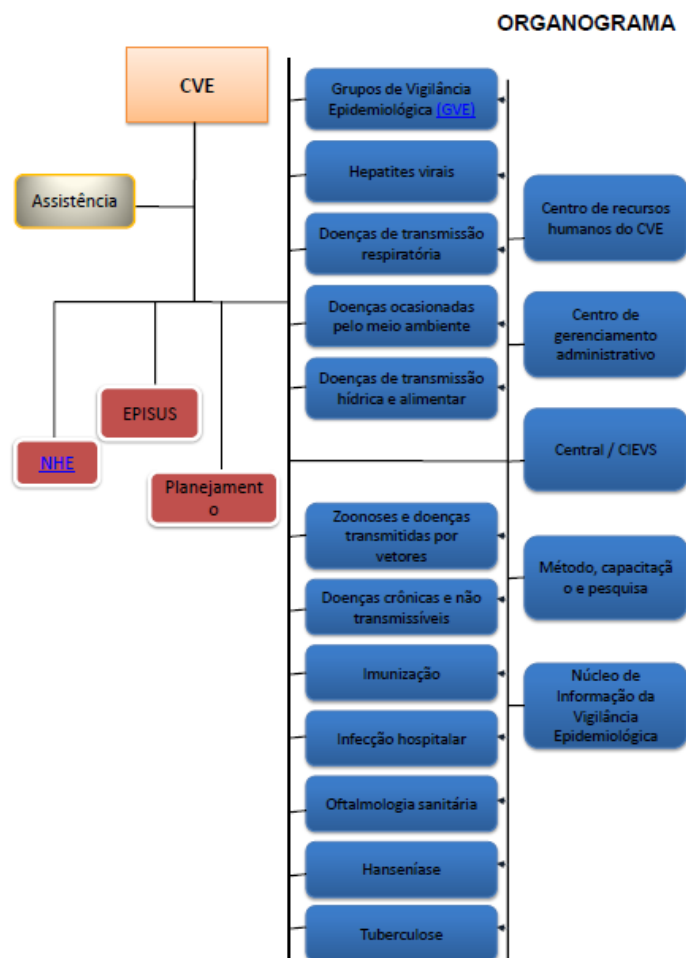 ORGANOGRAMA
CVE
Assistência
EPISUS
NHE
Planejament
o
Grupos de Vigilância
Epidemiológica (GVE)
Hepatites virais
Doenças de transmissão
respiratória
Doenças ocasionadas
pelo meio ambiente
Doenças de transmissão
hídrica e alimentar
Zoonoses e doenças
transmitidas por
vetores
Doenças crônicas e não
transmissíveis
Imunização
Infecção hospitalar
Oftalmologia sanitária
Hanseníase
Tuberculose
Centro de recursos
humanos do CVE
Centro de
gerenciamento
administrativo
Central / CIEVS
Método, capacitaçã
o e pesquisa
Núcleo de
Informação da
Vigilância
Epidemiológica